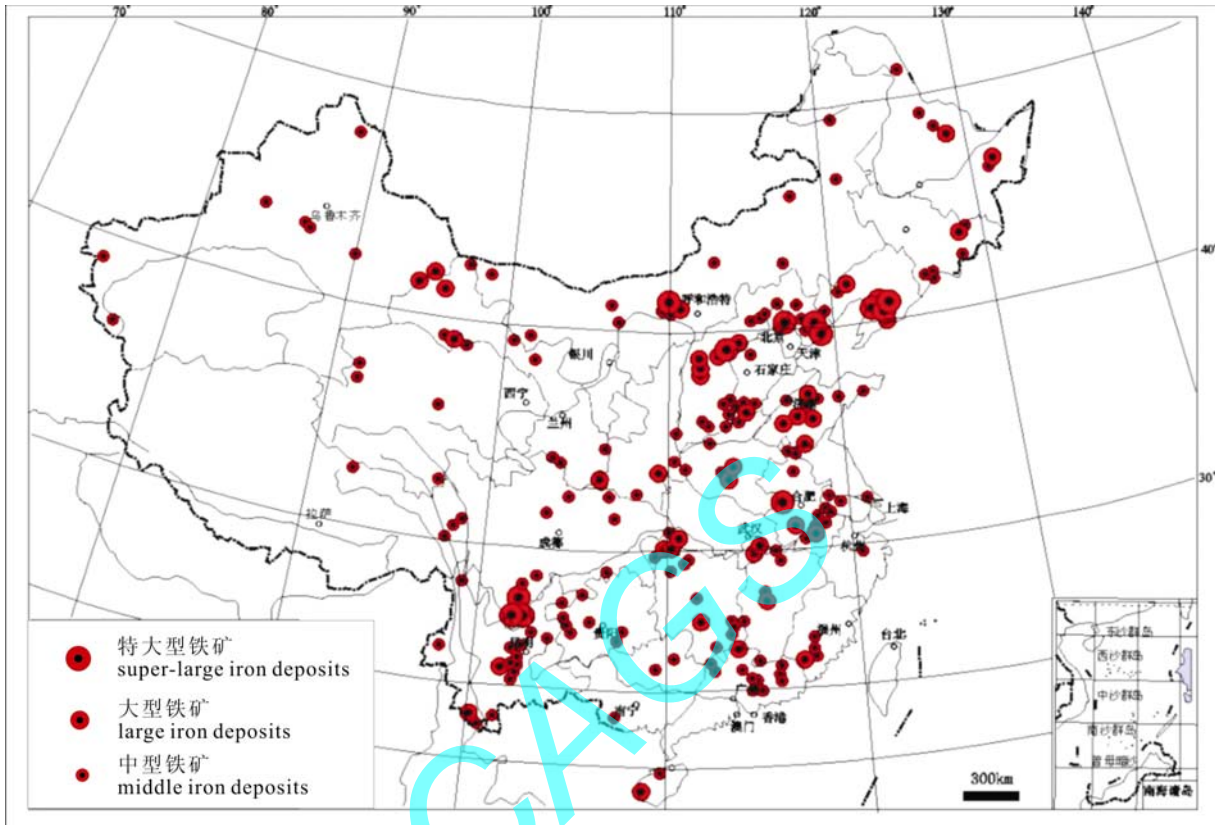 70°
80°
90°
100°
110°
120°
130°
140°
40°
30°
乌鲁木齐
呼和浩特
北京
天津
银川
石家庄
西宁
兰州
济南
拉萨
合肥
上海
成都
武汉
杭州
贵阳
福州
台北
昆明
南宁
澳门
香港
特大型铁矿
super-large iron deposits
大型铁矿
large iron deposits
中型铁矿
middle iron deposits
300km
东沙群岛
西沙群岛
中沙群岛
南沙群岛
南海诸岛
CAGS